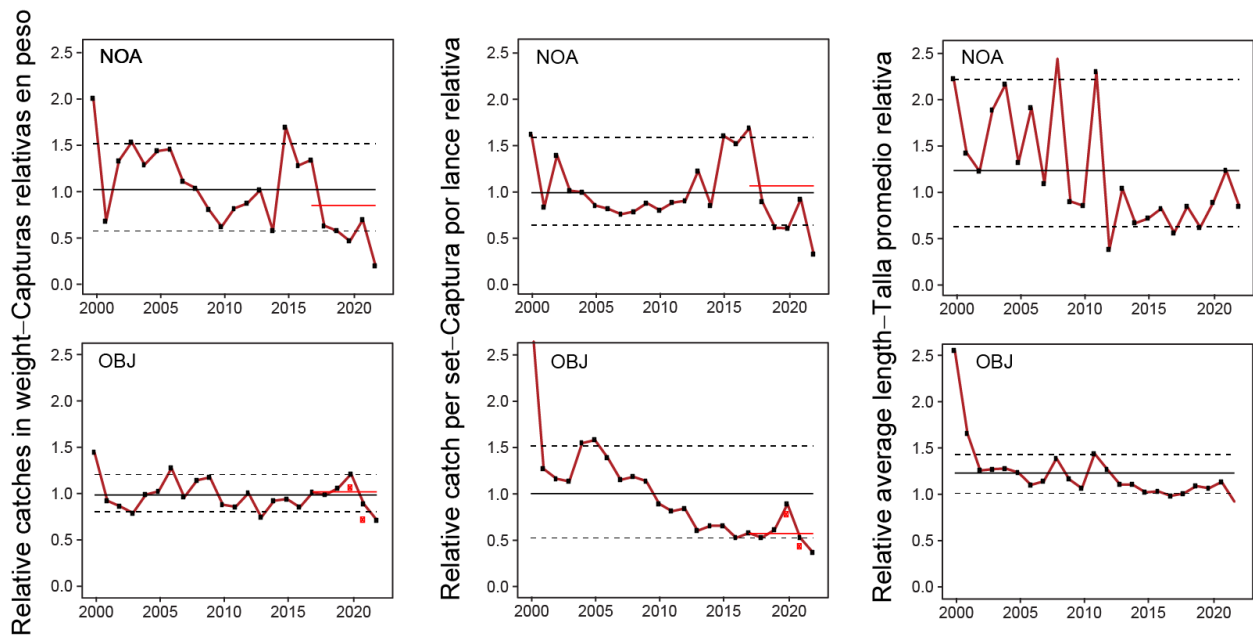 Relative catches in weight–Capturas relativas en peso
NOA
2.5
2.0
1.5
1.0
0.5
0.0
2000 2005 2010 2015 2020
OBJ
2.5
2.0
1.5
1.0
0.5
0.0
2000 2005 2010 2015 2020
Relative catch per set–Captura por lance relativa
NOA
2.5
2.0
1.5
1.0
0.5
0.0
2000 2005 2010 2015 2020
OBJ
2.5
2.0
1.5
1.0
0.5
0.0
2000 2005 2010 2015 2020
Relative average length–Talla promedio relativa
NOA
2.5
2.0
1.5
1.0
0.5
0.0
2000 2005 2010 2015 2020
OBJ
2.5
2.0
1.5
1.0
0.5
0.0
2000 2005 2010 2015 2020